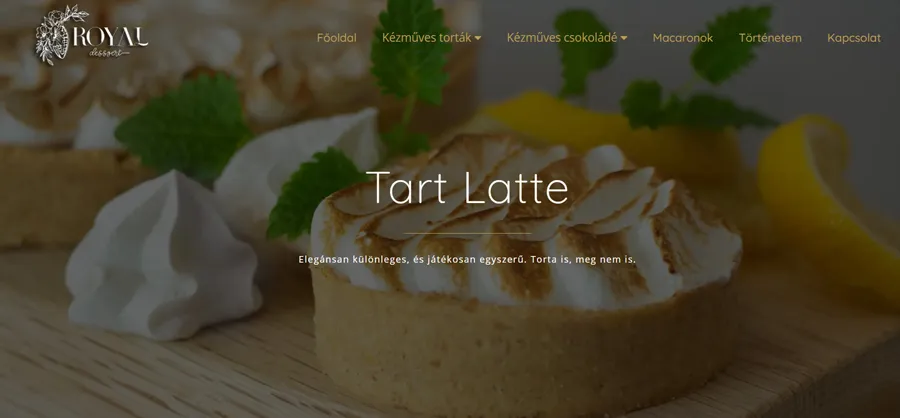 ROYAL
dessert
Főoldal Kézműves torták Kézműves csokoládé Macaronok Történetem Kapcsolat
Tart Latte
Elegánsan különleges, és játékosan egyszerű. Torta is, meg nem is.